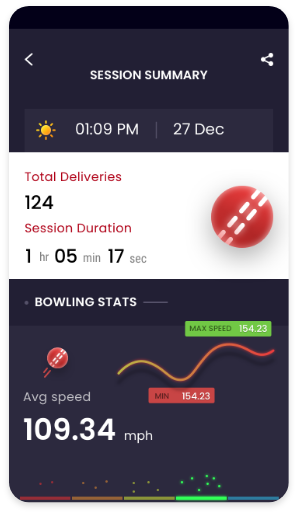 SESSION SUMMARY
01:09 PM | 27 Dec
Total Deliveries
124
Session Duration
1 hr 05 min 17 sec
BOWLING STATS
MAX SPEED 154.23
MIN 154.23
Avg speed
109.34 mph